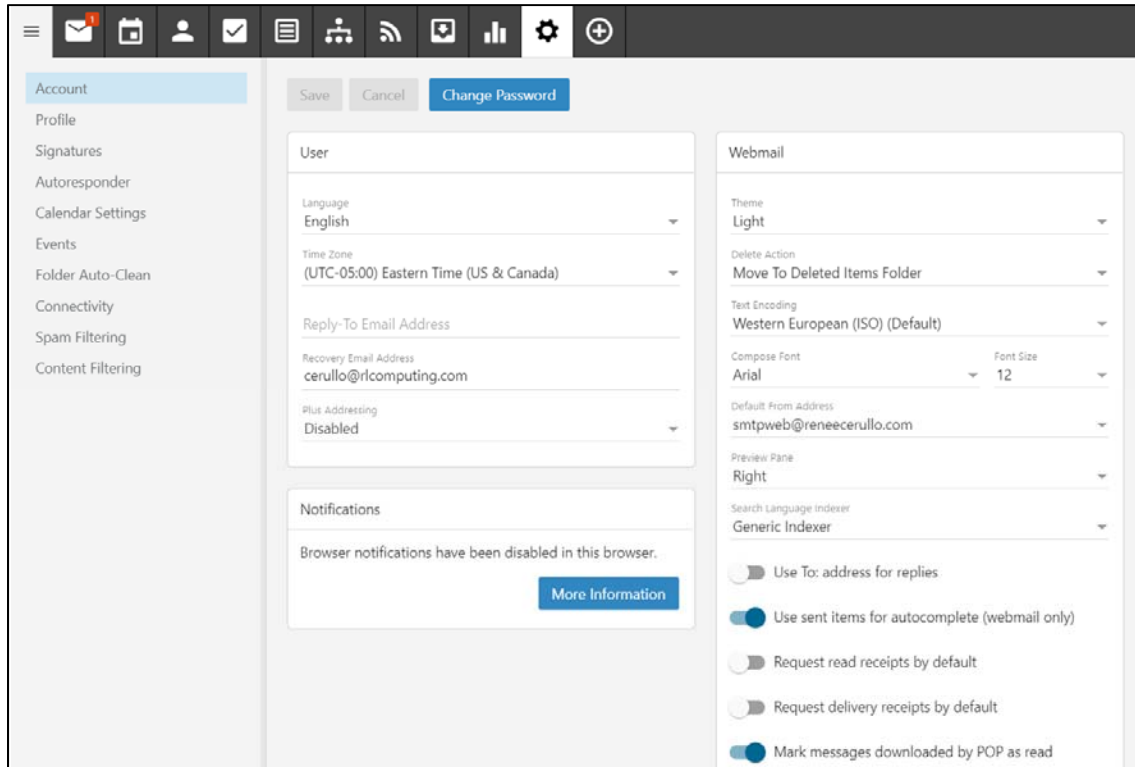 1
Account
Profile
Signatures
Autoresponder
Calendar Settings
Events
Folder Auto-Clean
Connectivity
Spam Filtering
Content Filtering
Save Cancel Change Password
User
Language
English
Time Zone
(UTC-05:00) Eastern Time (US & Canada)
Reply-To Email Address
Recovery Email Address
cerullo@rlcomputing.com
Plus Addressing
Disabled
Notifications
Browser notifications have been disabled in this browser.
More Information
Webmail
Theme
Light
Delete Action
Move To Deleted Items Folder
Text Encoding
Western European (ISO) (Default)
Compose Font Font Size
Arial 12
Default From Address
smtpweb@reneecerullo.com
Preview Pane
Right
Search Language Indexer
Generic Indexer
Use To: address for replies
Use sent items for autocomplete (webmail only)
Request read receipts by default
Request delivery receipts by default
Mark messages downloaded by POP as read